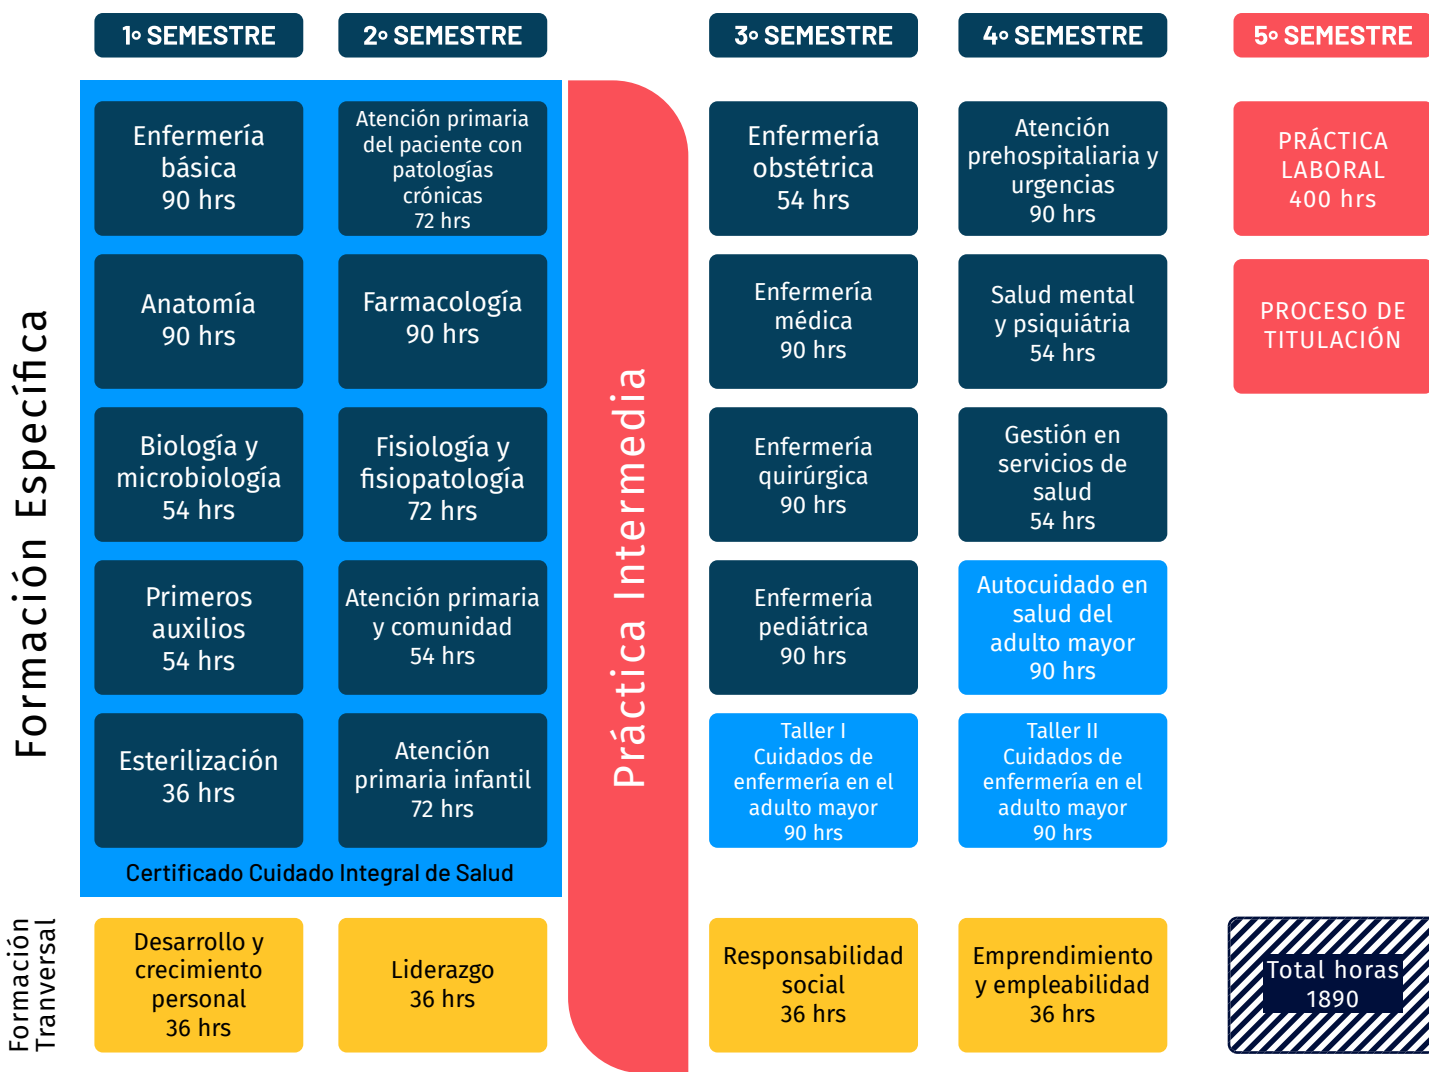 1º SEMESTRE
2º SEMESTRE
3º SEMESTRE
4º SEMESTRE
5º SEMESTRE
Formación Específica
Enfermería
básica
90 hrs
Anatomía
90 hrs
Biología y
microbiología
54 hrs
Primeros
auxilios
54 hrs
Esterilización
36 hrs
Atención primaria
del paciente con
patologías
crónicas
72 hrs
Farmacología
90 hrs
Fisiología y
fisiopatología
72 hrs
Atención primaria
y comunidad
54 hrs
Atención
primaria infantil
72 hrs
Certificado Cuidado Integral de Salud
Práctica Intermedia
Enfermería
obstétrica
54 hrs
Enfermería
médica
90 hrs
Enfermería
quirúrgica
90 hrs
Enfermería
pediátrica
90 hrs
Taller I
Cuidados de
enfermería en el
adulto mayor
90 hrs
Atención
prehospitaliaria y
urgencias
90 hrs
Salud mental
y psiquiátria
54 hrs
Gestión en
servicios de
salud
54 hrs
Autocuidado en
salud del
adulto mayor
90 hrs
Taller II
Cuidados de
enfermería en el
adulto mayor
90 hrs
PRÁCTICA
LABORAL
400 hrs
PROCESO DE
TITULACIÓN
Formación
Tranversal
Desarrollo y
crecimiento
personal
36 hrs
Liderazgo
36 hrs
Responsabilidad
social
36 hrs
Emprendimiento
y empleabilidad
36 hrs
Total horas
1890